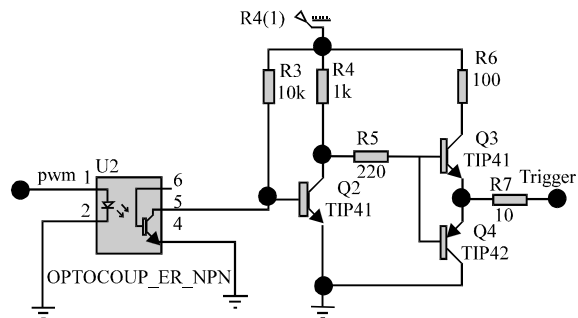 R4(1)
R3
10k
R4
1k
R6
100
R5
220
Q3
TIP41
U2
pwm
1
2
6
5
4
Q2
TIP41
R7
10
Trigger
Q4
TIP42
OPTOCOUP_ER_NPN